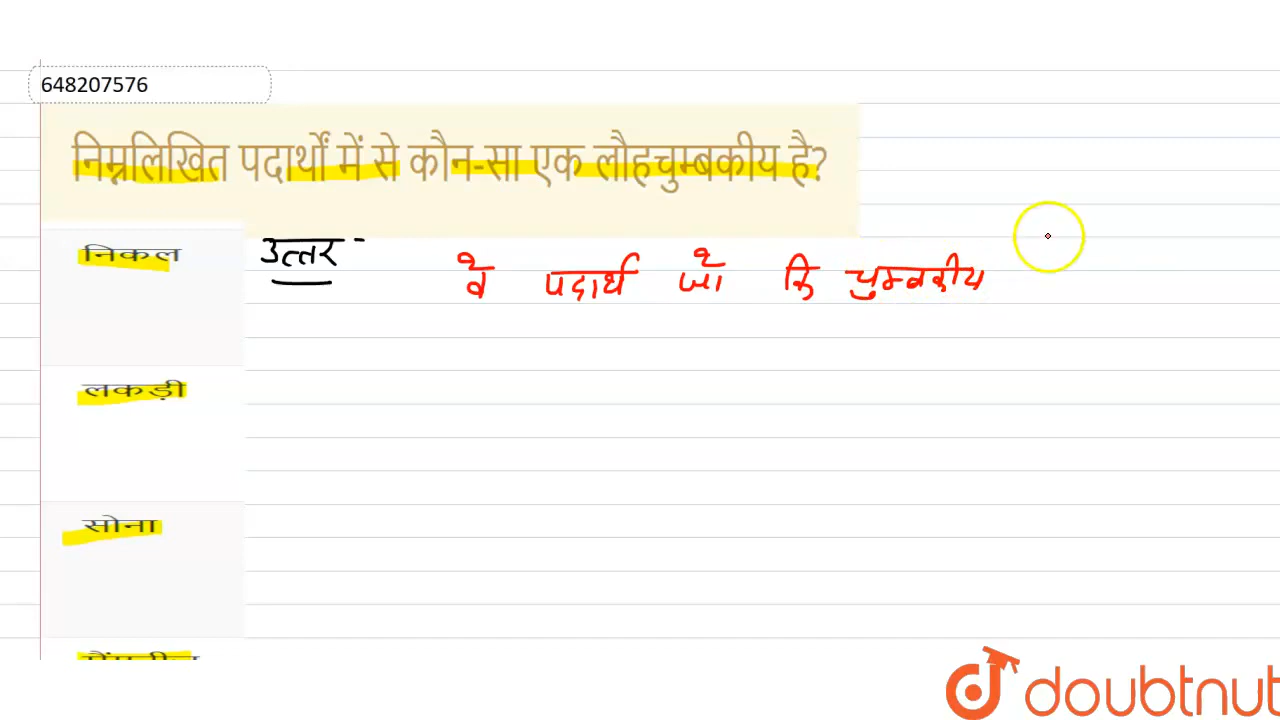 648207576
निम्नलिखित पदार्थों में से कौन-सा एक लौहचुम्बकीय है?
निकल
उत्तर -
वे पदार्थ जो कि चुम्बकीय
लकड़ी
सोना
doubtnut